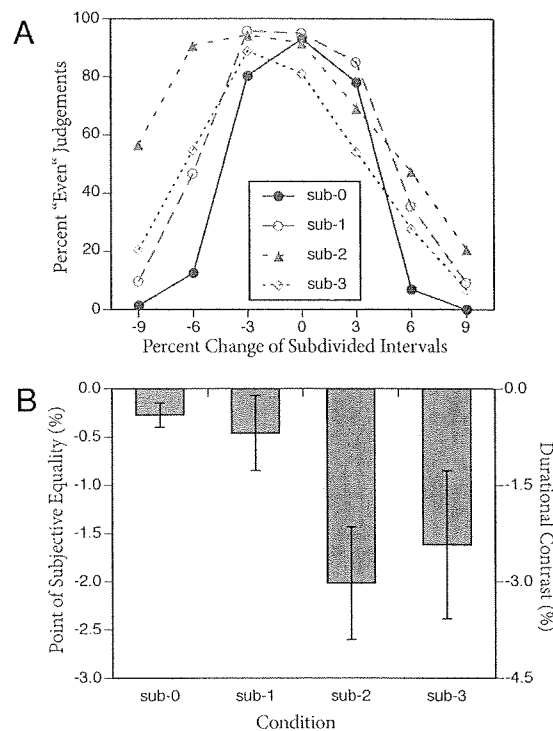 A
100
80
60
40
20
0
Percent "Even" Judgements
sub-0
sub-1
sub-2
sub-3
-9 -6 -3 0 3 6 9
Percent Change of Subdivided Intervals
B
0.0
-0.5
-1.0
-1.5
-2.0
-2.5
-3.0
Point of Subjective Equality (%)
0.0
-1.5
-3.0
-4.5
Durational Contrast (%)
sub-0 sub-1 sub-2 sub-3
Condition